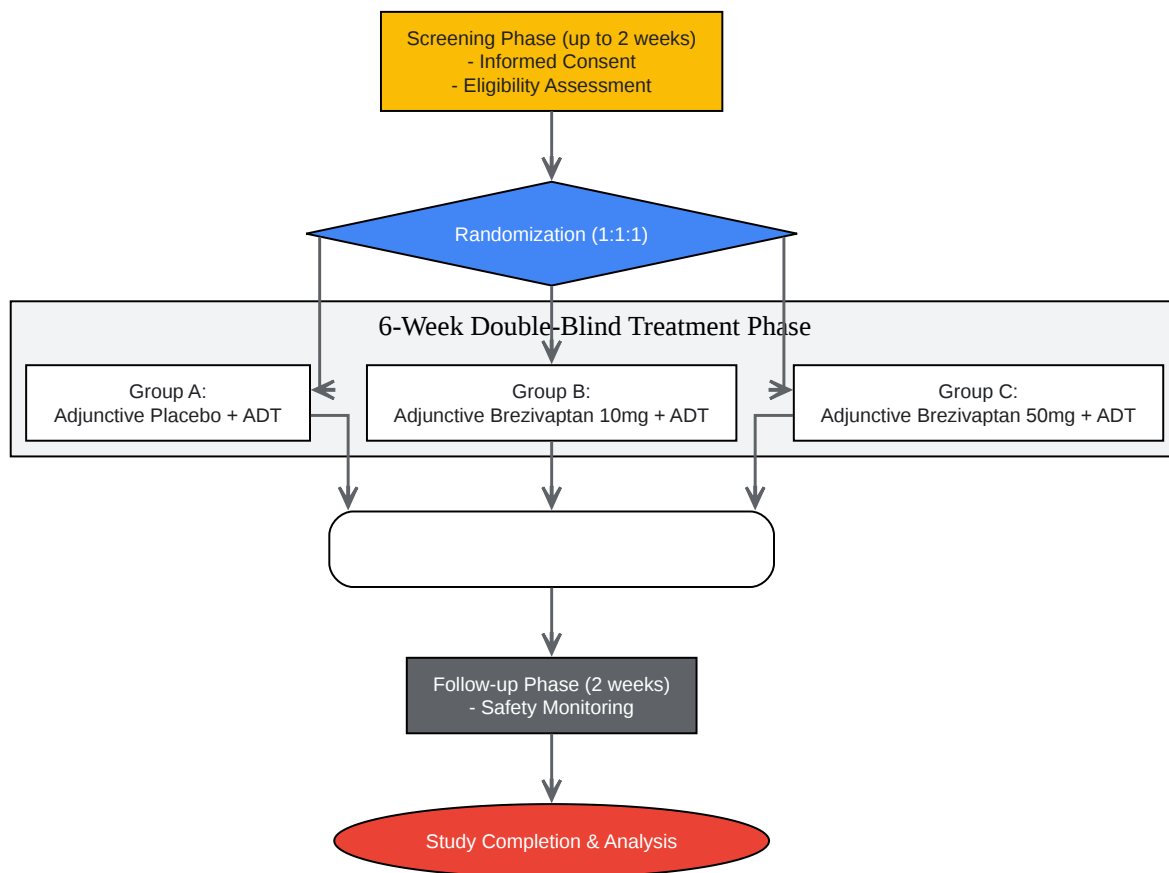 Screening Phase (up to 2 weeks)
- Informed Consent
- Eligibility Assessment
Randomization (1:1:1)
6-Week Double-Blind Treatment Phase
Group A:
Adjunctive Placebo + ADT
Group B:
Adjunctive Brezivaptan 10mg + ADT
Group C:
Adjunctive Brezivaptan 50mg + ADT
Follow-up Phase (2 weeks)
- Safety Monitoring
Study Completion & Analysis